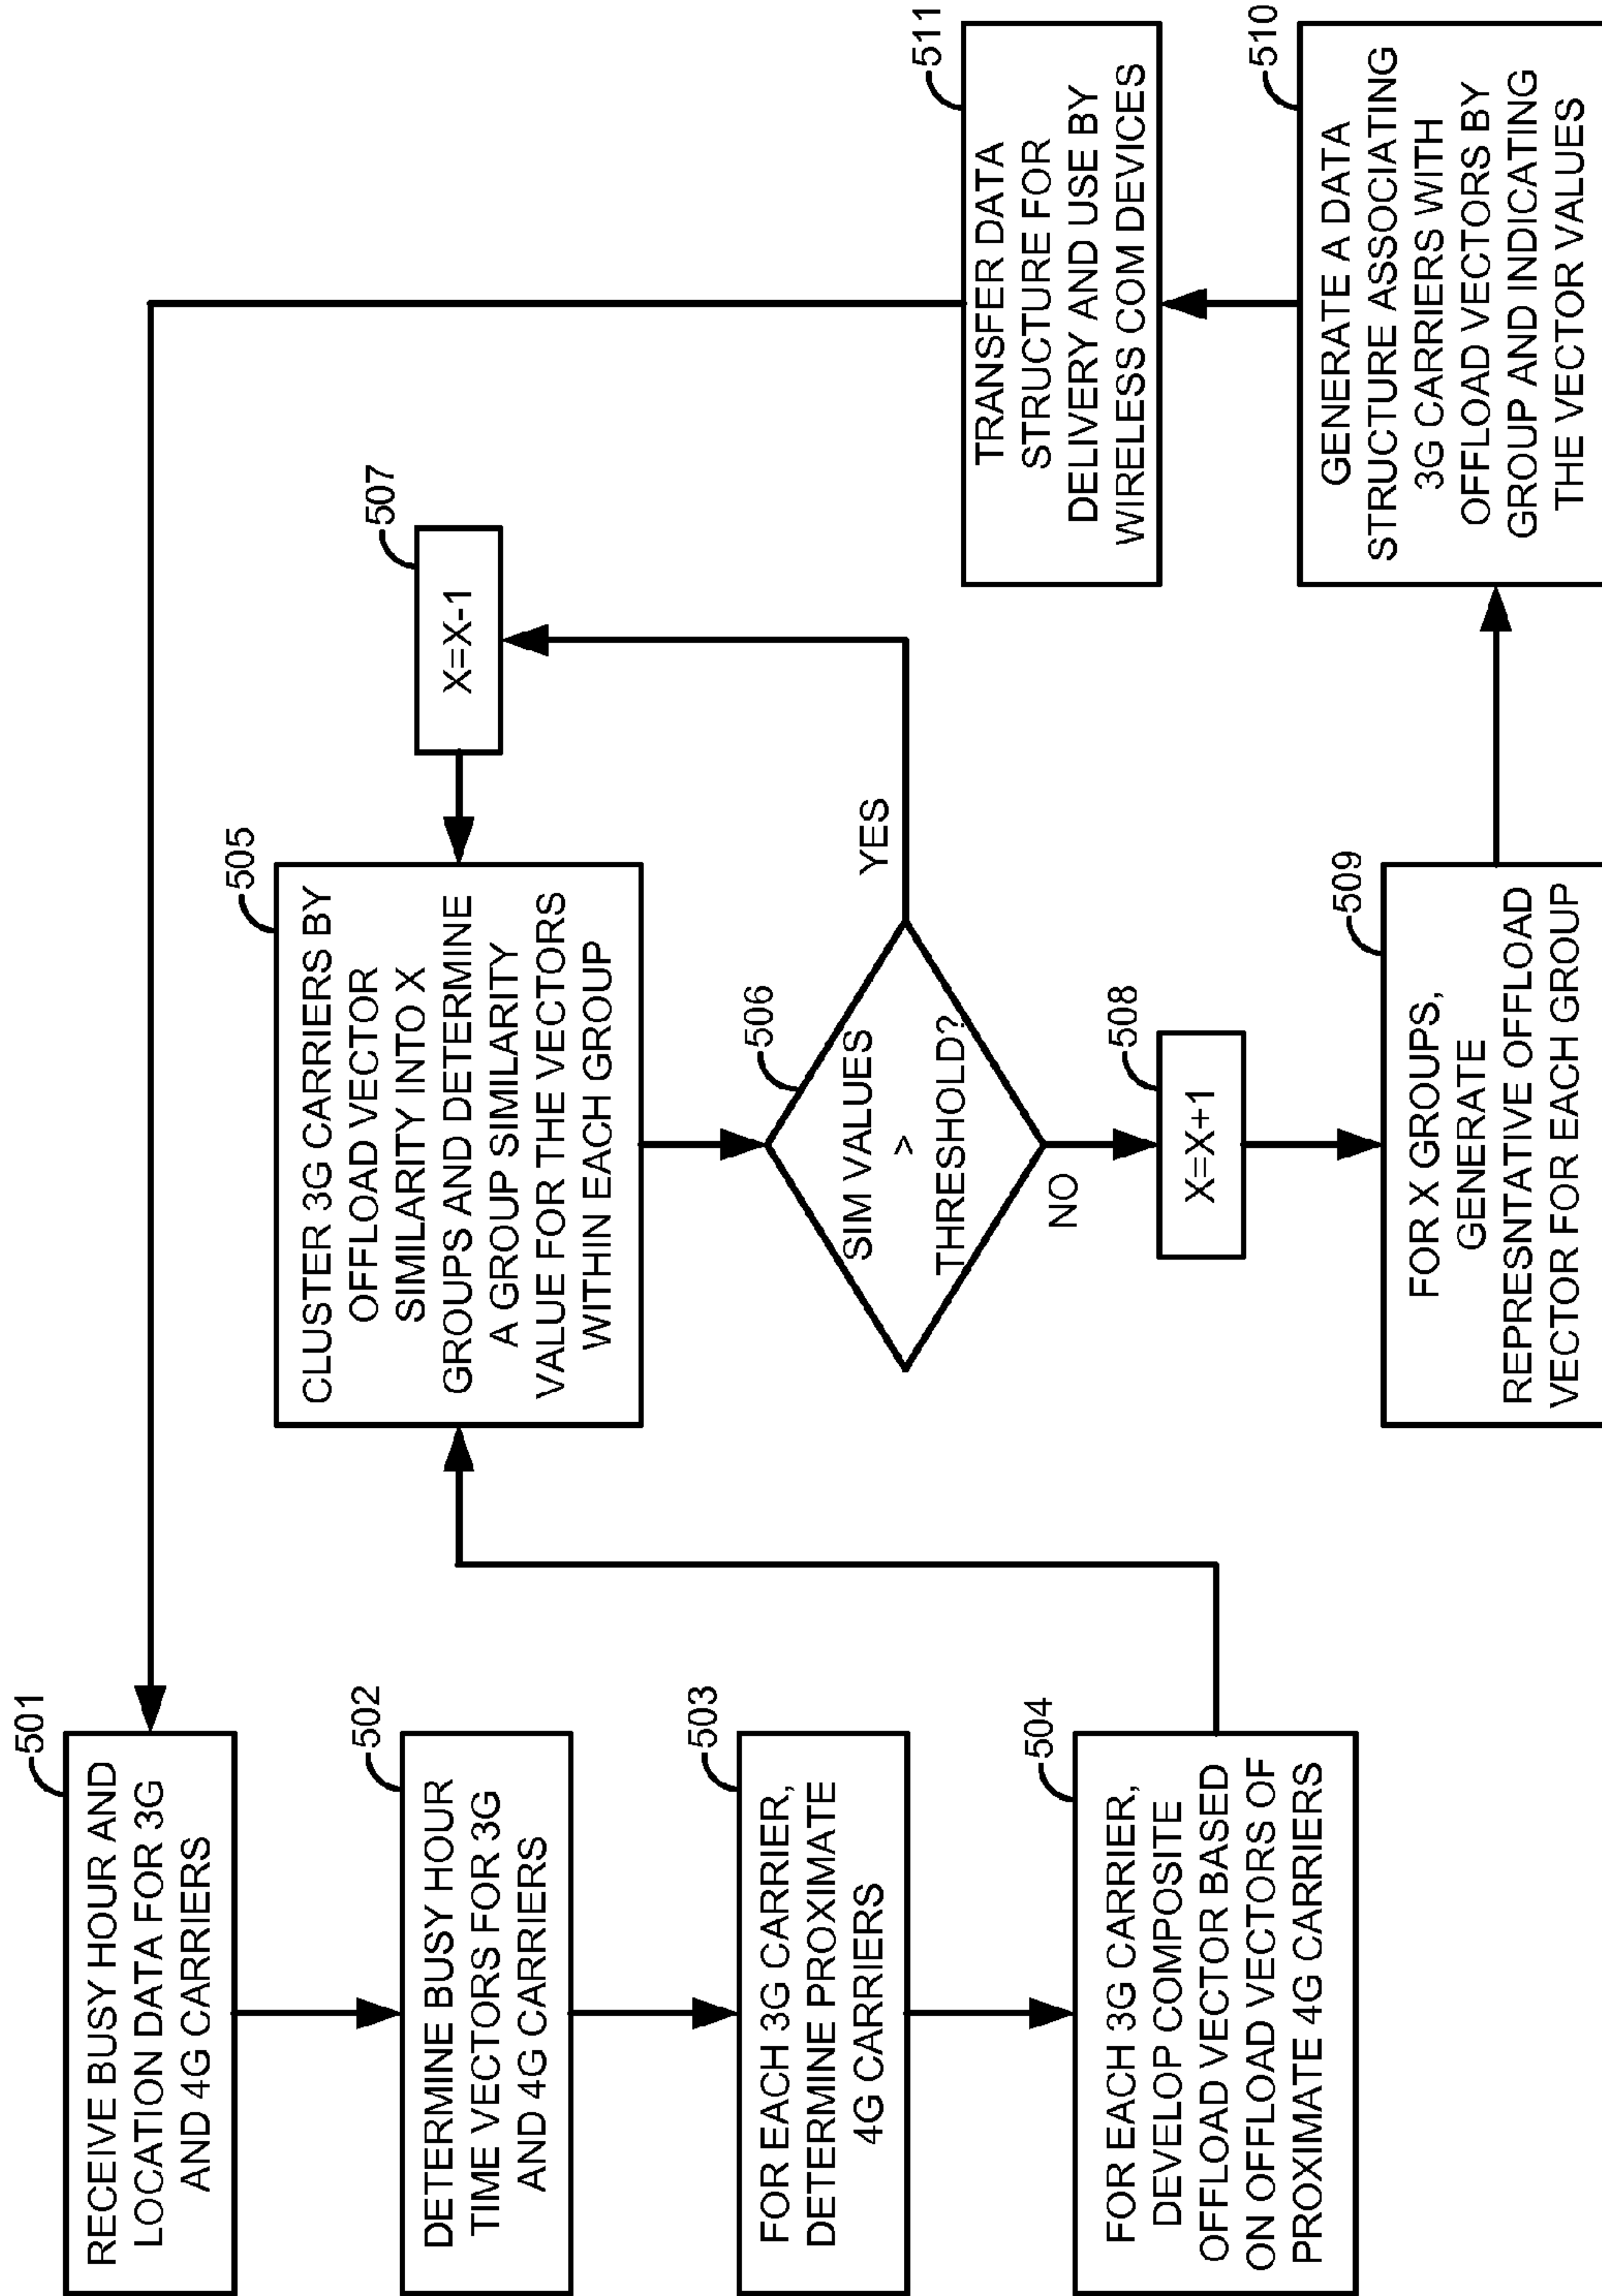 501
RECEIVE BUSY HOUR AND
LOCATION DATA FOR 3G
AND 4G CARRIERS
502
DETERMINE BUSY HOUR
TIME VECTORS FOR 3G
AND 4G CARRIERS
503
FOR EACH 3G CARRIER,
DETERMINE PROXIMATE
4G CARRIERS
504
FOR EACH 3G CARRIER,
DEVELOP COMPOSITE
OFFLOAD VECTOR BASED
ON OFFLOAD VECTORS OF
PROXIMATE 4G CARRIERS
505
CLUSTER 3G CARRIERS BY
OFFLOAD VECTOR
SIMILARITY INTO X
GROUPS AND DETERMINE
A GROUP SIMILARITY
VALUE FOR THE VECTORS
WITHIN EACH GROUP
506
SIM VALUES
>
THRESHOLD?
YES
NO
507
X=X-1
508
X=X+1
509
FOR X GROUPS,
GENERATE
REPRESNTATIVE OFFLOAD
VECTOR FOR EACH GROUP
510
GENERATE A DATA
STRUCTURE ASSOCIATING
3G CARRIERS WITH
OFFLOAD VECTORS BY
GROUP AND INDICATING
THE VECTOR VALUES
511
TRANSFER DATA
STRUCTURE FOR
DELIVERY AND USE BY
WIRELESS COM DEVICES